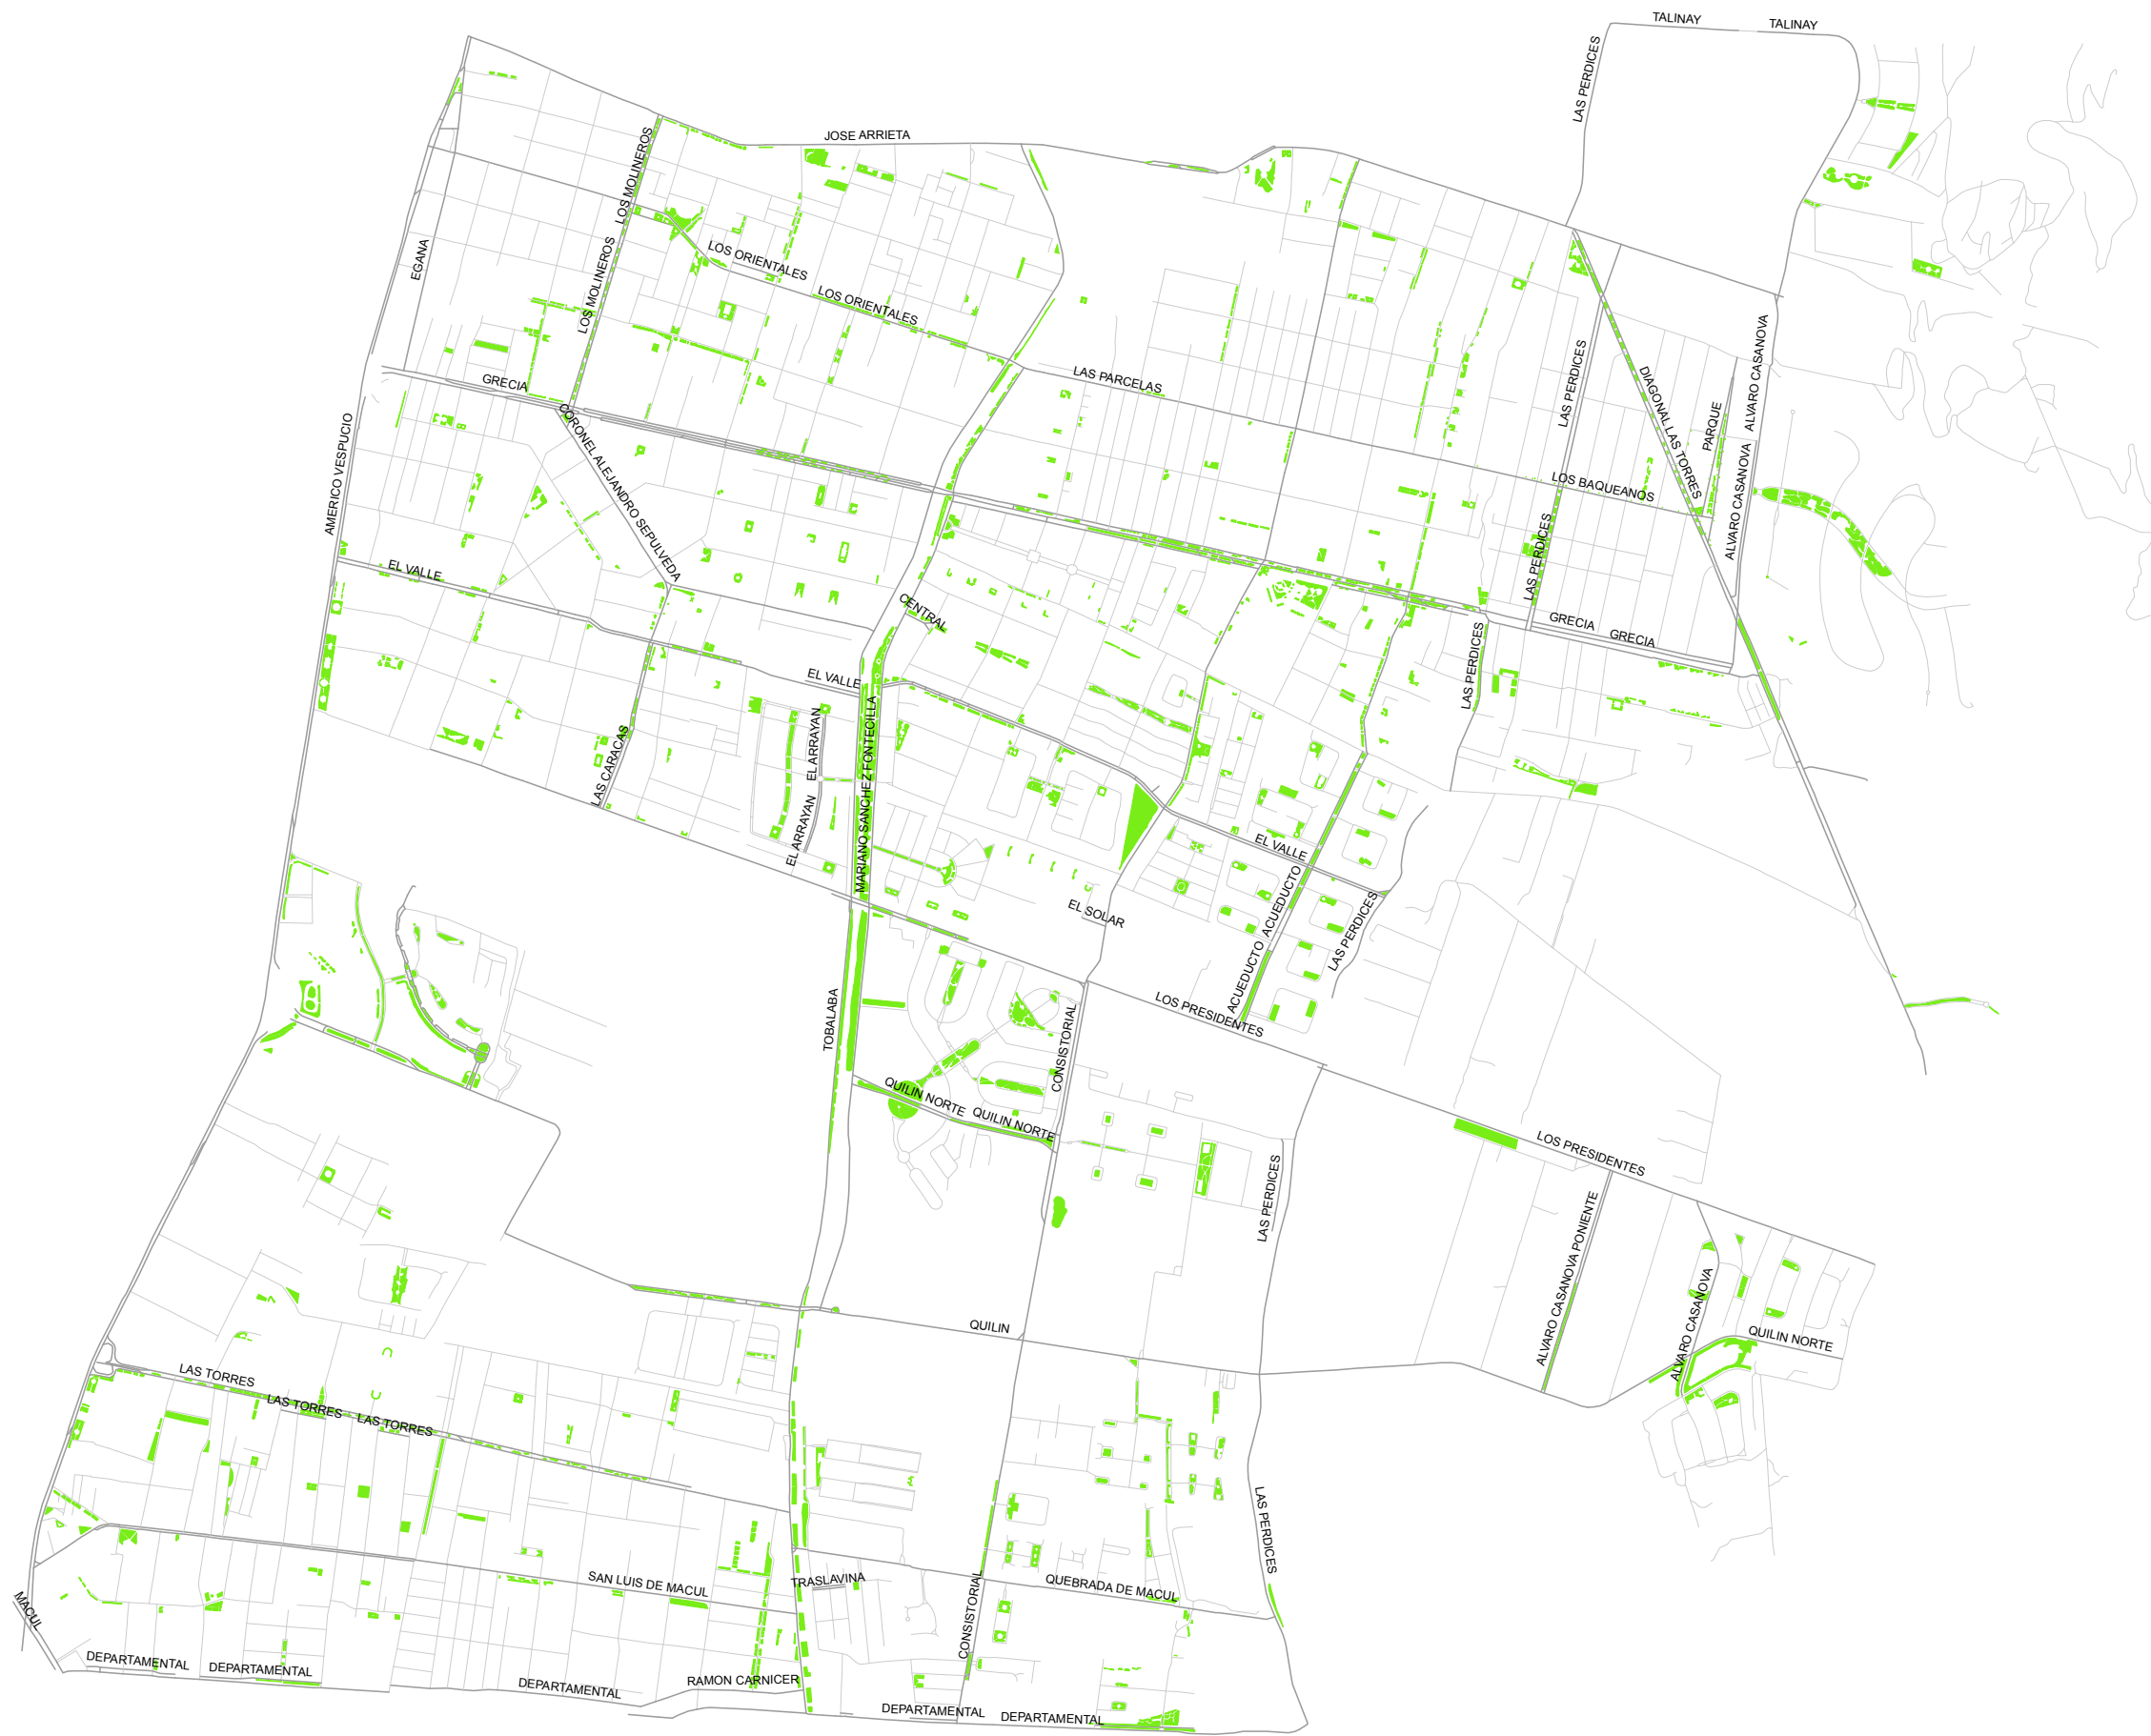 TALINAY
TALINAY
LAS PERDICES
JOSE ARRIETA
LOS MOLINEROS
EGANA
LOS ORIENTALES
LOS MOLINEROS
LOS ORIENTALES
ALVARO CASANOVA
LAS PARCELAS
GRECIA
LAS PERDICES
DIAGONAL LAS TORRES
PARQUE
AMERICO VESPUCIO
CORONEL ALEJANDRO SEPULVEDA
LOS BAQUEANOS
ALVARO CASANOVA
LAS PERDICES
EL VALLE
CENTRAL
GRECIA
GRECIA
LAS PERDICES
EL VALLE
EL ARRAYAN
LAS CARACAS
MARIANO SANCHEZ FONTECILLA
EL ARRAYAN
EL VALLE
ACUEDUCTO
EL SOLAR
LAS PERDICES
ACUEDUCTO
TOBALABA
LOS PRESIDENTES
CONSISTORIAL
QUILIN NORTE
QUILIN NORTE
LOS PRESIDENTES
LAS PERDICES
ALVARO CASANOVA PONIENTE
QUILIN
ALVARO CASANOVA
QUILIN NORTE
LAS TORRES
LAS TORRES
LAS TORRES
LAS PERDICES
SAN LUIS DE MACUL
TRASLAVINA
QUEBRADA DE MACUL
MACUL
CONSISTORIAL
DEPARTAMENTAL
DEPARTAMENTAL
DEPARTAMENTAL
RAMON CARNICER
DEPARTAMENTAL
DEPARTAMENTAL